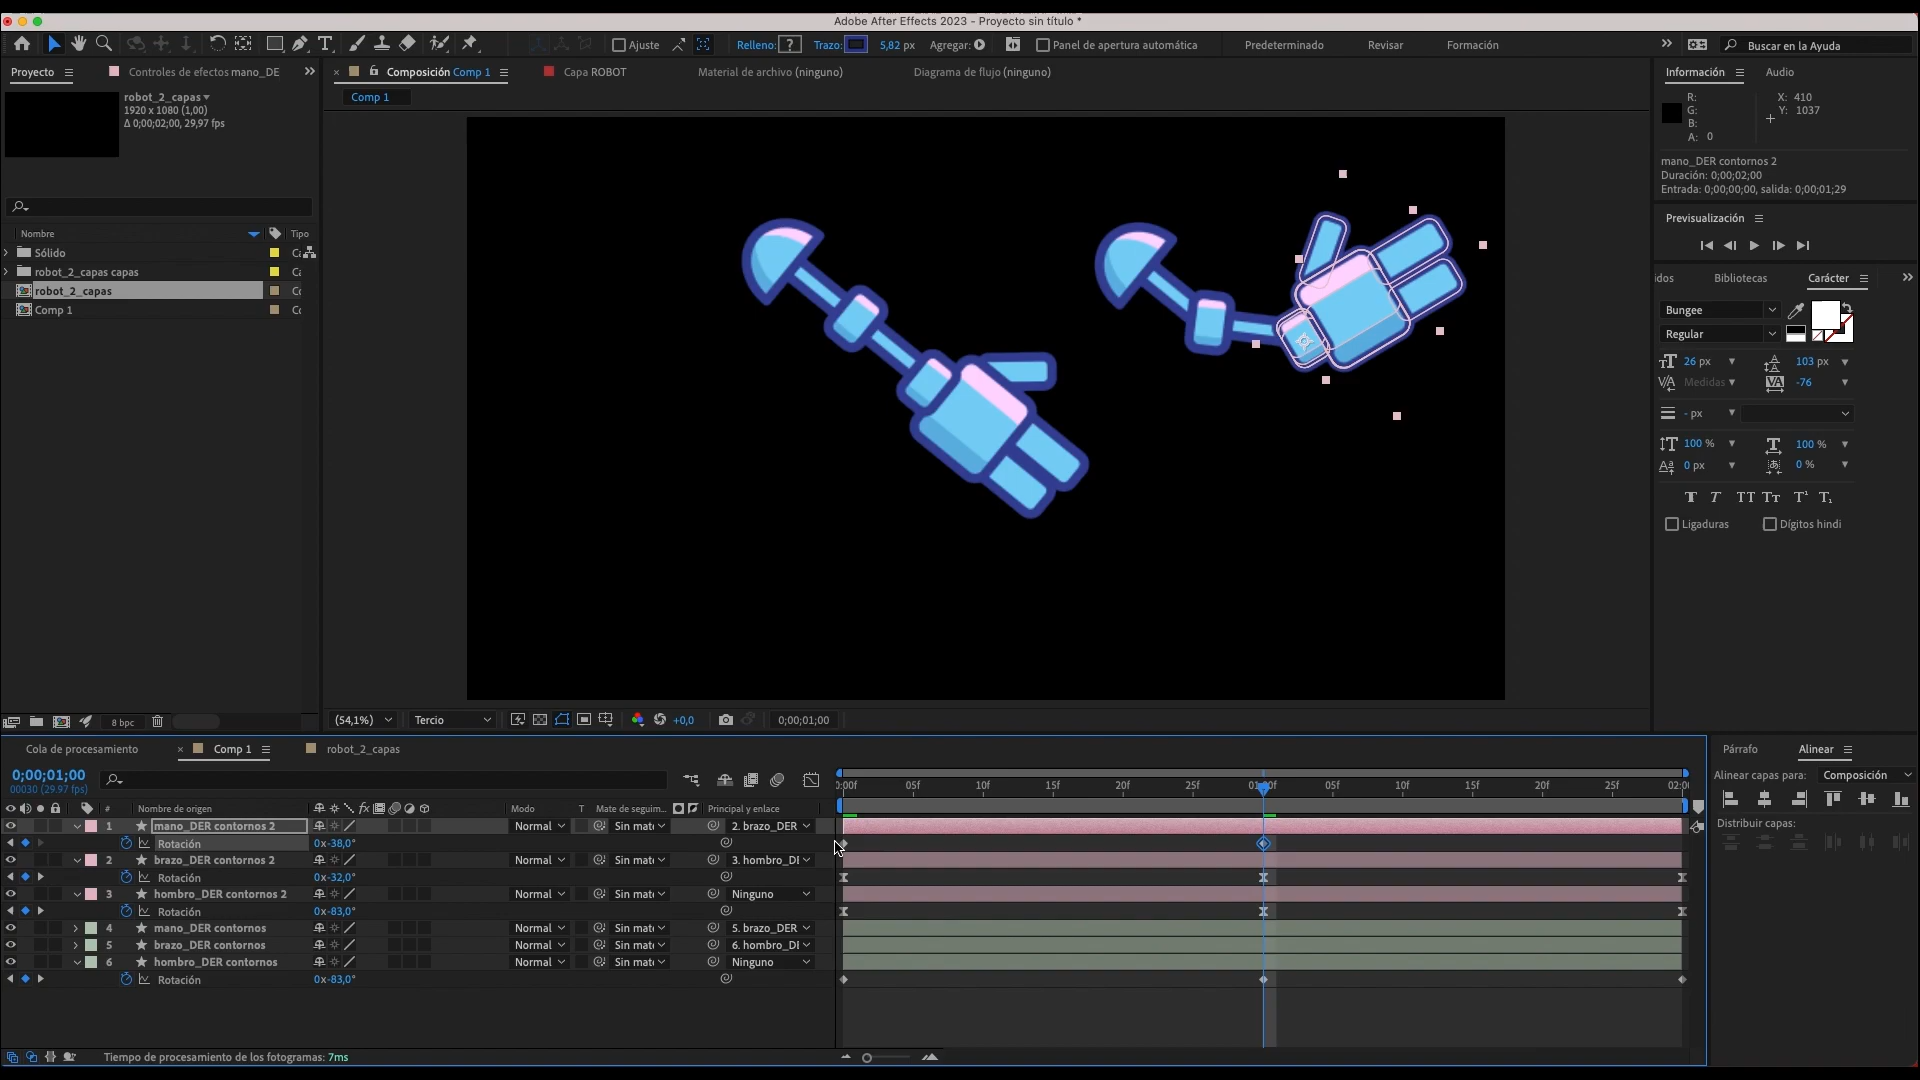 Adobe After Effects 2023 - Proyecto sin título *
Ajuste
Relleno: ?
Trazo:
5,82 px
Agregar:
Panel de apertura automática
Predeterminado
Revisar
Formación
Buscar en la Ayuda
Proyecto
Controles de efectos mano_DE
Composición Comp 1
Capa ROBOT
Material de archivo (ninguno)
Diagrama de flujo (ninguno)
Información
Audio
robot_2_capas
1920 x 1080 (1,00)
Δ 0;00;02;00, 29,97 fps
Comp 1
R:
G:
B:
A: 0
X: 410
Y: 1037
mano_DER contornos 2
Duración: 0;00;02;00
Entrada: 0;00;00;00, salida: 0;00;01;29
Previsualización
Nombre
Tipo
Sólido
robot_2_capas capas
robot_2_capas
Comp 1
idos
Bibliotecas
Carácter
Bungee
Regular
26 px
103 px
Medidas
-76
- px
100 %
100 %
0 px
0 %
Ligaduras
Dígitos hindi
8 bpc
(54,1%)
Tercio
+0,0
0;00;01;00
Cola de procesamiento
Comp 1
robot_2_capas
Párrafo
Alinear
0;00;01;00
00030 (29.97 fps)
Alinear capas para:
Composición
Distribuir capas:
05f
10f
15f
20f
25f
05f
10f
15f
20f
25f
#
Nombre de origen
fx
Modo
T
Mate de seguim...
Principal y enlace
1
mano_DER contornos 2
Normal
Sin mat
2. brazo_DER
Rotación
0x-38,0°
2
brazo_DER contornos 2
Normal
Sin mat
3. hombro_DI
Rotación
0x-32,0°
3
hombro_DER contornos 2
Normal
Sin mat
Ninguno
Rotación
0x-83,0°
4
mano_DER contornos
Normal
Sin mat
5. brazo_DER
5
brazo_DER contornos
Normal
Sin mat
6. hombro_DI
6
hombro_DER contornos
Normal
Sin mat
Ninguno
Rotación
0x-83,0°
Tiempo de procesamiento de los fotogramas: 7ms